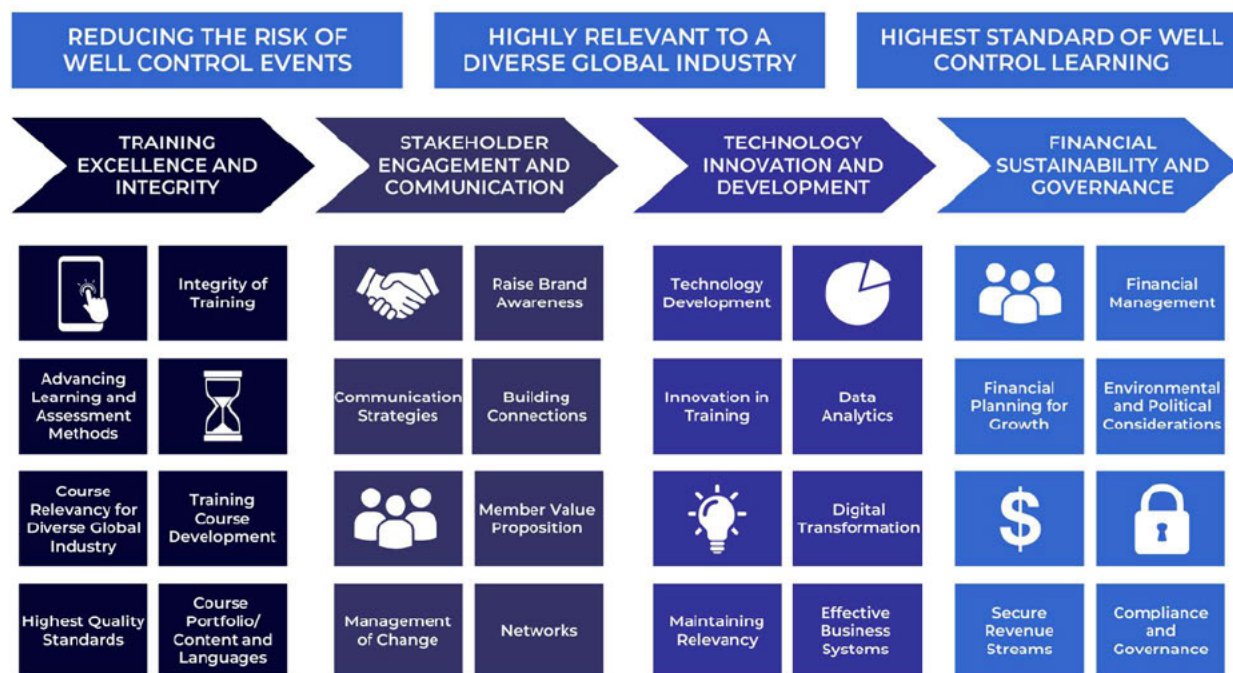 REDUCING THE RISK OF
WELL CONTROL EVENTS
HIGHLY RELEVANT TO A
DIVERSE GLOBAL INDUSTRY
HIGHEST STANDARD OF WELL
CONTROL LEARNING
TRAINING
EXCELLENCE AND
INTEGRITY
STAKEHOLDER
ENGAGEMENT AND
COMMUNICATION
TECHNOLOGY
INNOVATION AND
DEVELOPMENT
FINANCIAL
SUSTAINABILITY AND
GOVERNANCE
Integrity of
Training
Advancing
Learning and
Assessment
Methods
Course
Relevancy for
Diverse Global
Industry
Training
Course
Development
Highest Quality
Standards
Course
Portfolio/
Content and
Languages
Raise Brand
Awareness
Communication
Strategies
Building
Connections
Member Value
Proposition
Management
of Change
Networks
Technology
Development
Innovation in
Training
Data
Analytics
Digital
Transformation
Maintaining
Relevancy
Effective
Business
Systems
Financial
Management
Financial
Planning for
Growth
Environmental
and Political
Considerations
$
Secure
Revenue
Streams
Compliance
and
Governance